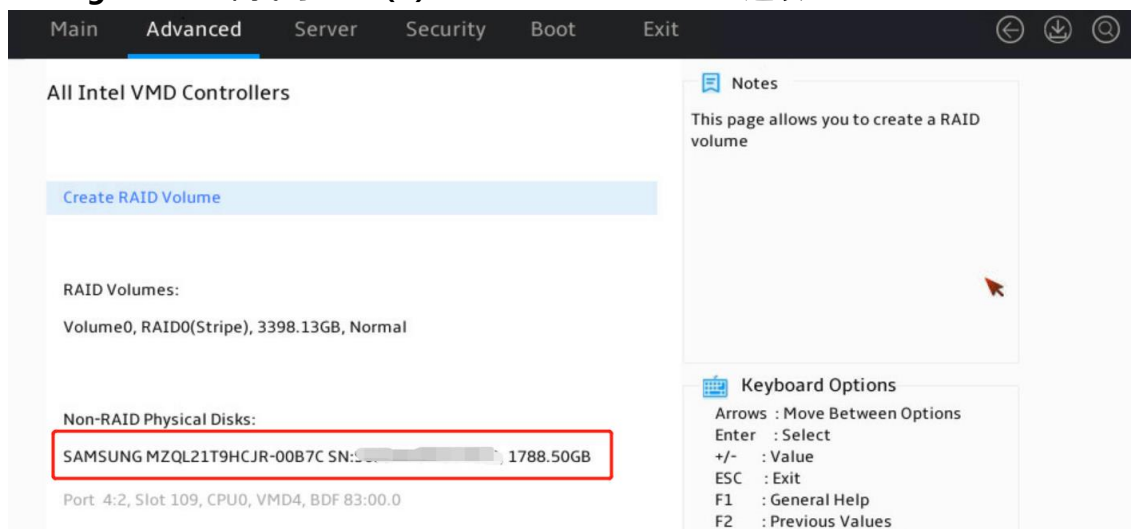 Main Advanced Server Security Boot Exit
All Intel VMD Controllers
Create RAID Volume
RAID Volumes:
Volume0, RAID0(Stripe), 3398.13GB, Normal
Non-RAID Physical Disks:
SAMSUNG MZQL21T9HCJR-00B7C SN: 1788.50GB
Port 4:2, Slot 109, CPU0, VMD4, BDF 83:00.0
Notes
This page allows you to create a RAID
volume
Keyboard Options
Arrows : Move Between Options
Enter : Select
+/- : Value
ESC : Exit
F1 : General Help
F2 : Previous Values